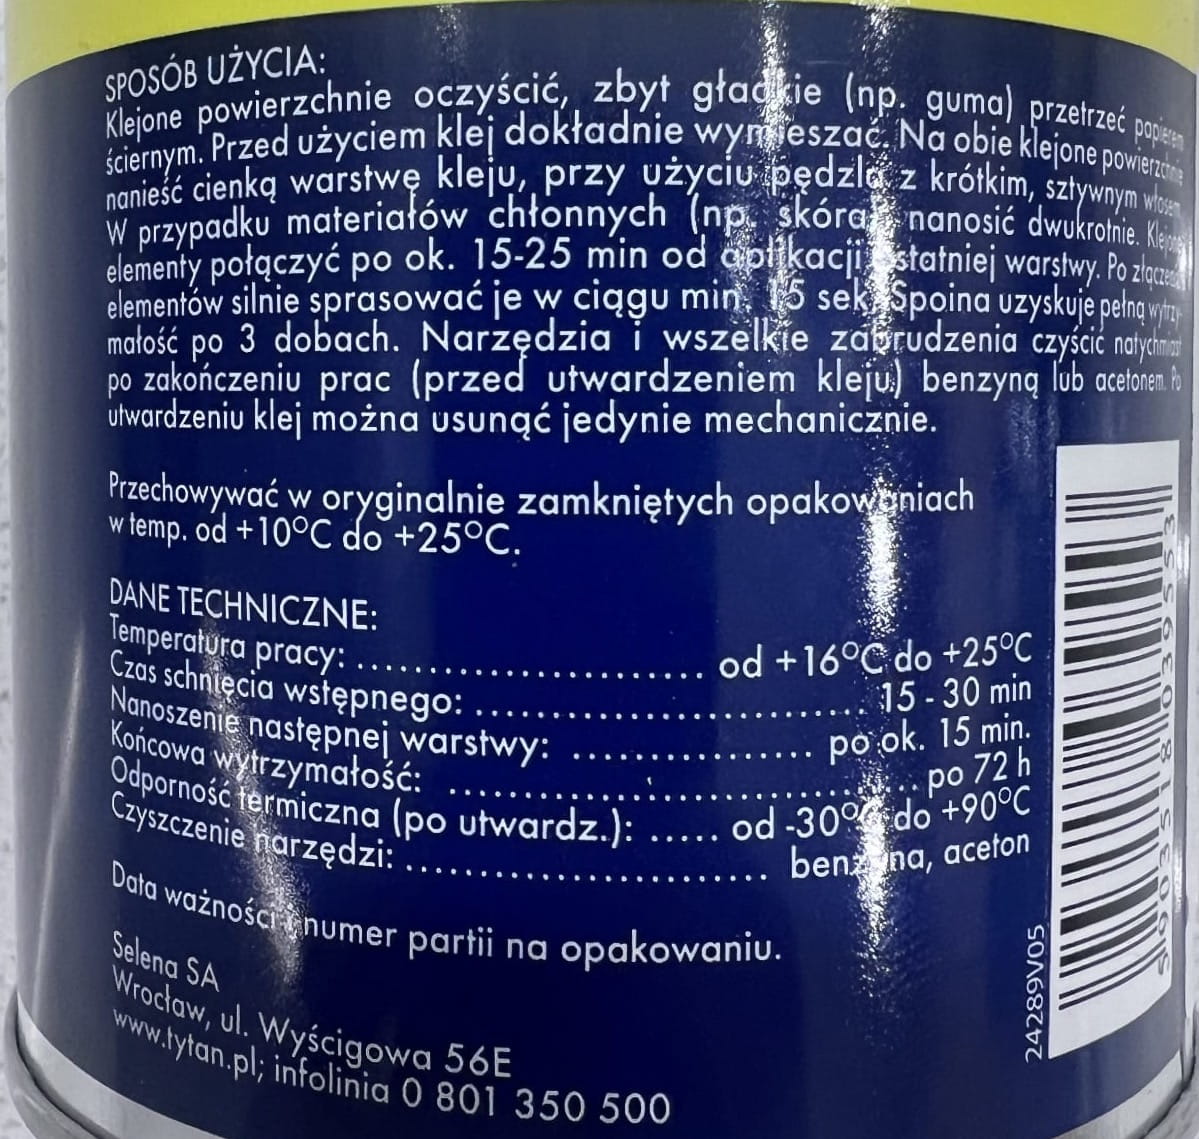 SPOSÓB UŻYCIA:
Klejone powierzchnie oczyścić, zbyt gładkie (np. guma) przetrzeć papierem
ściernym. Przed użyciem klej dokładnie wymieszać. Na obie klejone powierzchnie
nanieść cienką warstwę kleju, przy użyciu pędzla z krótkim, sztywnym włosem.
W przypadku materiałów chłonnych (np. skóra) nanosić dwukrotnie. Klejone
elementy połączyć po ok. 15-25 min od aplikacji ostatniej warstwy. Po złączeniu
elementów silnie sprasować je w ciągu min. 15 sek. Spoina uzyskuje pełną wytrzy-
małość po 3 dobach. Narzędzia i wszelkie zabrudzenia czyścić natychmiast
po zakończeniu prac (przed utwardzeniem kleju) benzyną lub acetonem. Po
utwardzeniu klej można usunąć jedynie mechanicznie.
Przechowywać w oryginalnie zamkniętych opakowaniach
w temp. od +10°C do +25°C.
DANE TECHNICZNE:
Temperatura pracy: ........................... od +16°C do +25°C
Czas schnięcia wstępnego: ............................. 15 - 30 min
Nanoszenie następnej warstwy: .................. po ok. 15 min.
Końcowa wytrzymałość: .................................... po 72 h
Odporność termiczna (po utwardz.): ..... od -30°C do +90°C
Czyszczenie narzędzi: ........................... benzyna, aceton
Data ważności i numer partii na opakowaniu.
Selena SA
Wrocław, ul. Wyścigowa 56E
www.tytan.pl; infolinia 0 801 350 500
24289V05
5903518039553